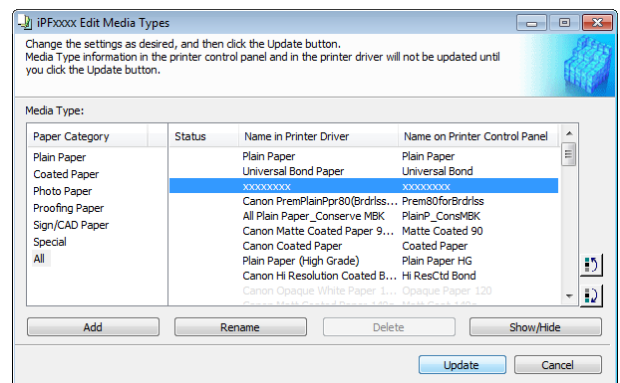 iPFxxxx Edit Media Types
Change the settings as desired, and then click the Update button.
Media Type information in the printer control panel and in the printer driver will not be updated until
you click the Update button.
Media Type:
Paper Category Status Name in Printer Driver Name on Printer Control Panel
Plain Paper Plain Paper Plain Paper
Coated Paper Universal Bond Paper Universal Bond
Photo Paper xxxxxxxx xxxxxxxx
Proofing Paper Canon PremPlainPpr80(Brdrlss... Prem80forBrdrlss
Sign/CAD Paper All Plain Paper_Conserve MBK PlainP_ConsMBK
Special Canon Matte Coated Paper 9... Matte Coated 90
All Canon Coated Paper Coated Paper
Plain Paper (High Grade) Plain Paper HG
Canon Hi Resolution Coated B... Hi ResCtd Bond
Canon Opaque White Paper 1... Opaque Paper 120
Add Rename Delete Show/Hide
Update Cancel